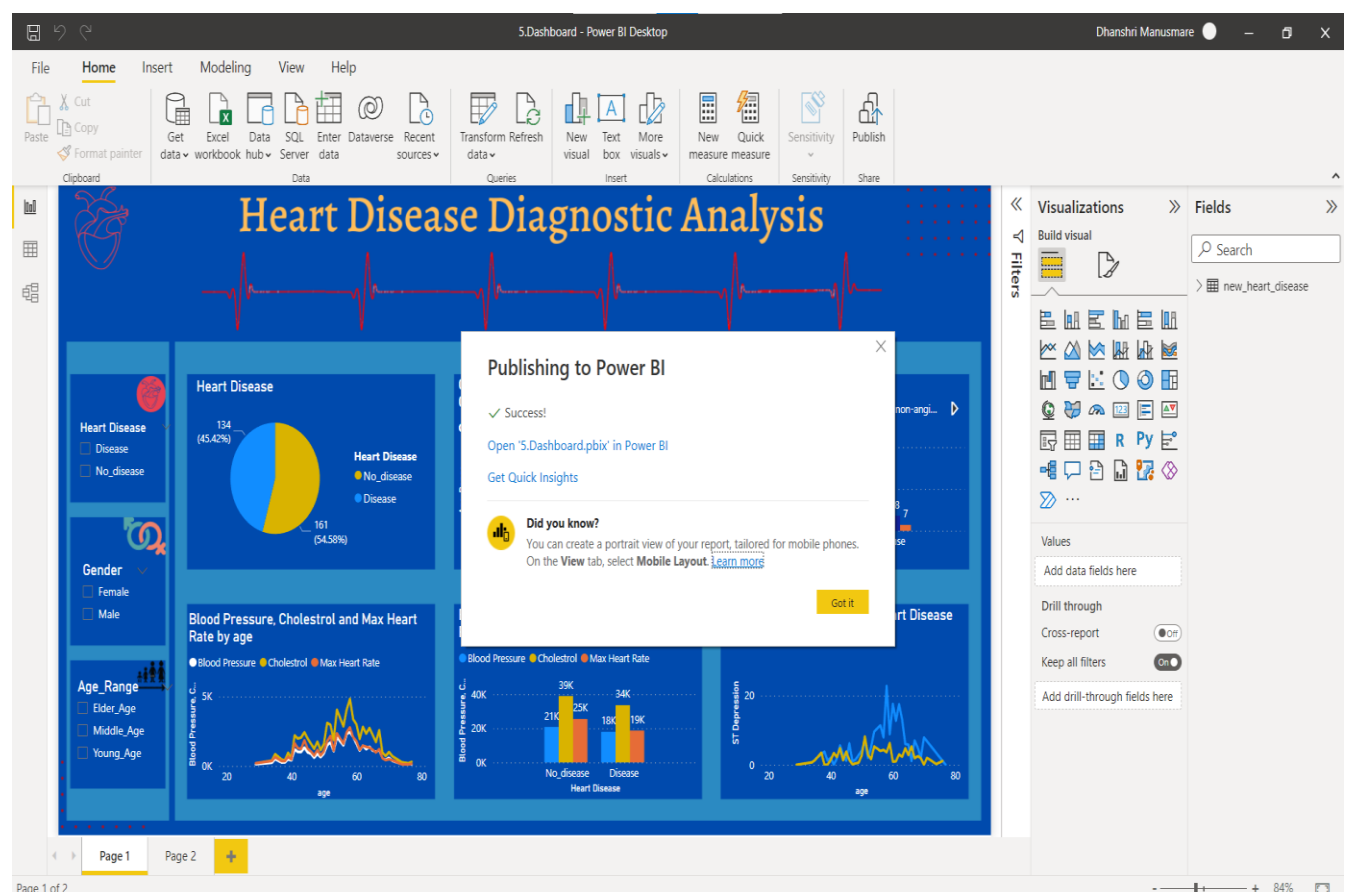 5.Dashboard - Power BI Desktop
Dhanshri Manusmare
File Home Insert Modeling View Help
Paste
Cut
Copy
Format painter
Get data
Excel workbook
Data hub
SQL Server
Enter data
Dataverse
Recent sources
Transform data
Refresh
New visual
Text box
More visuals
New measure
Quick measure
Sensitivity
Publish
Clipboard
Data
Queries
Insert
Calculations
Sensitivity
Share
Heart Disease Diagnostic Analysis
Heart Disease
Disease
No_disease
Gender
Female
Male
Age_Range
Elder_Age
Middle_Age
Young_Age
Heart Disease
134
(45.42%)
Heart Disease
No_disease
Disease
161
(54.58%)
non-angi...
7
Publishing to Power BI
Success!
Open '5.Dashboard.pbix' in Power BI
Get Quick Insights
Did you know?
You can create a portrait view of your report, tailored for mobile phones.
On the View tab, select Mobile Layout. Learn more
Got it
Blood Pressure, Cholestrol and Max Heart
Rate by age
Blood Pressure Cholestrol Max Heart Rate
Blood Pressure, C...
5K
0K
20 40 60 80
age
Blood Pressure Cholestrol Max Heart Rate
Blood Pressure, C...
40K
20K
0K
21K
39K
25K
18K
34K
19K
No_disease Disease
Heart Disease
rt Disease
ST Depression
20
0
20 40 60 80
age
Filters
Visualizations
Build visual
123
R
Py
Values
Add data fields here
Drill through
Cross-report
Off
Keep all filters
On
Add drill-through fields here
Fields
Search
new_heart_disease
Page 1
Page 2
Page 1 of 2
84%